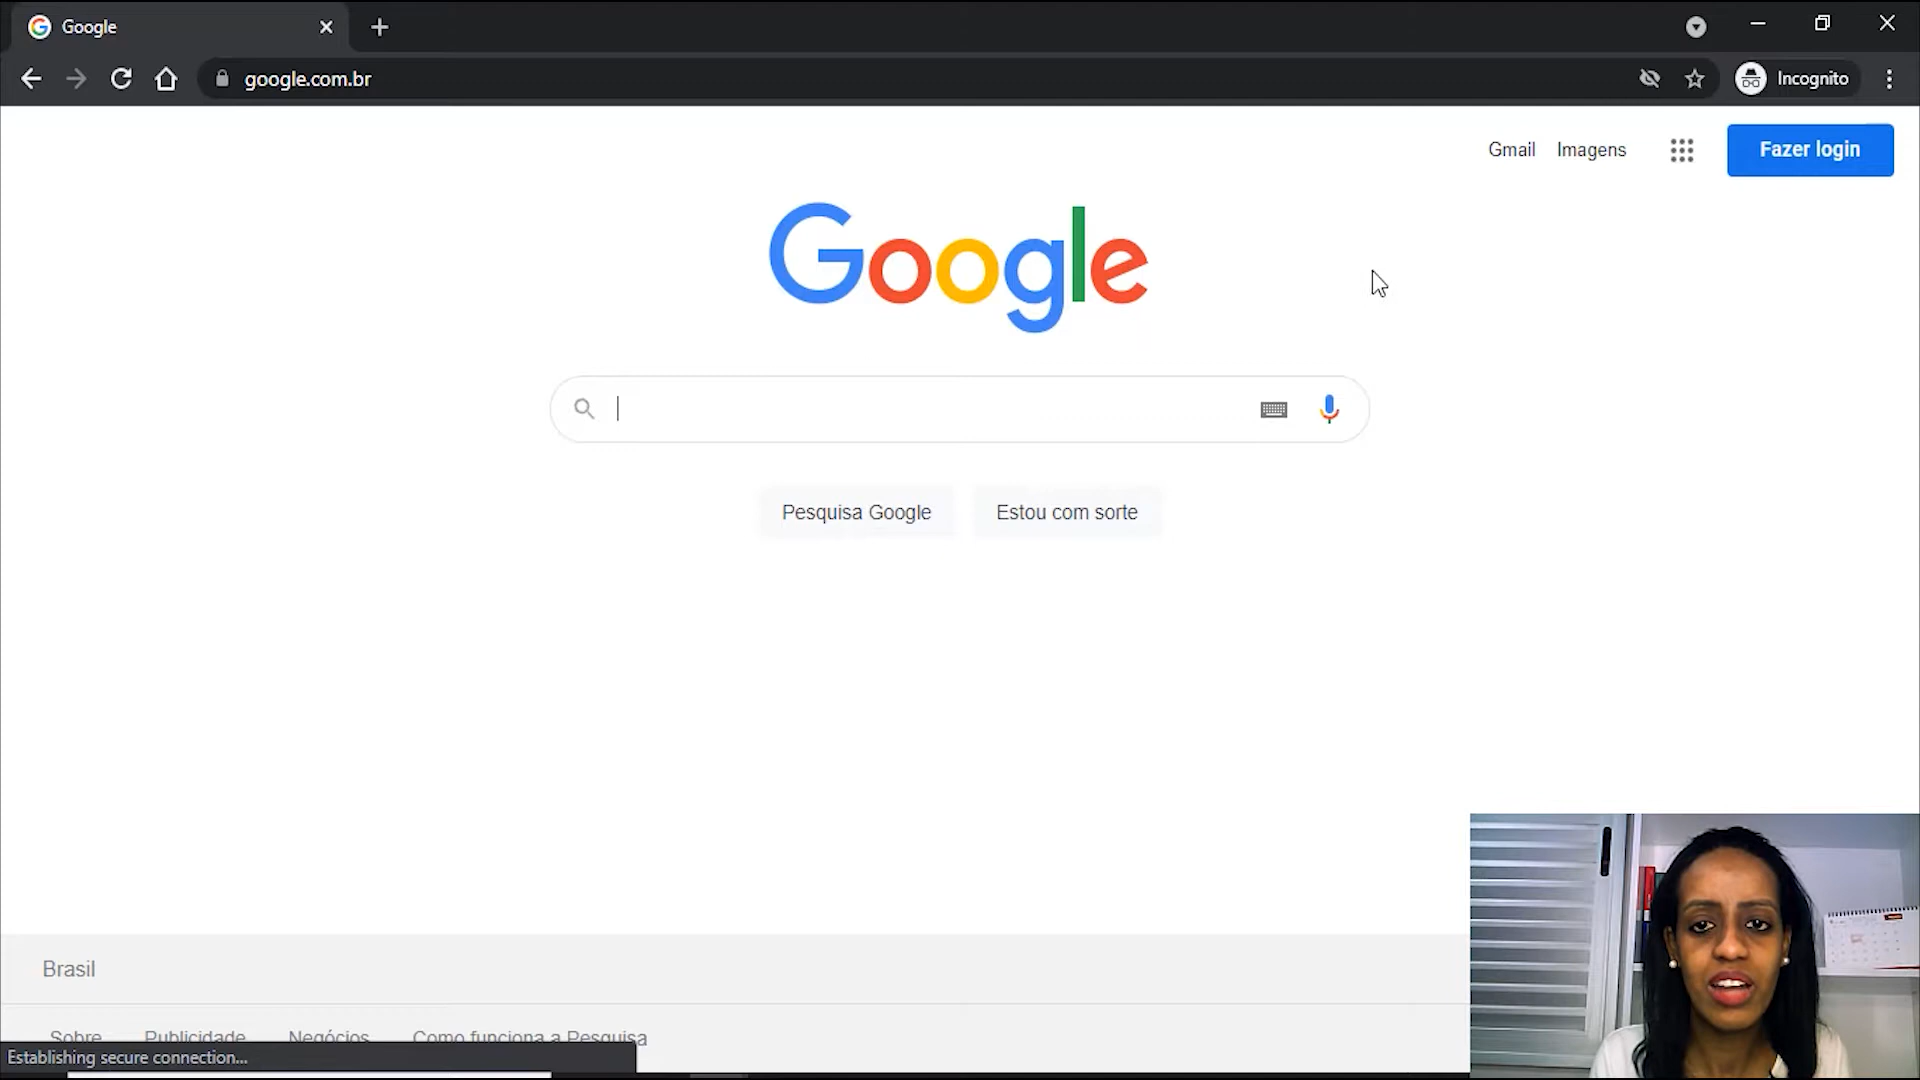 Google
google.com.br
Incognito
Gmail Imagens
Fazer login
Google
Pesquisa Google
Estou com sorte
Brasil
Sobre Publicidade Negócios Como funciona a Pesquisa
Establishing secure connection...